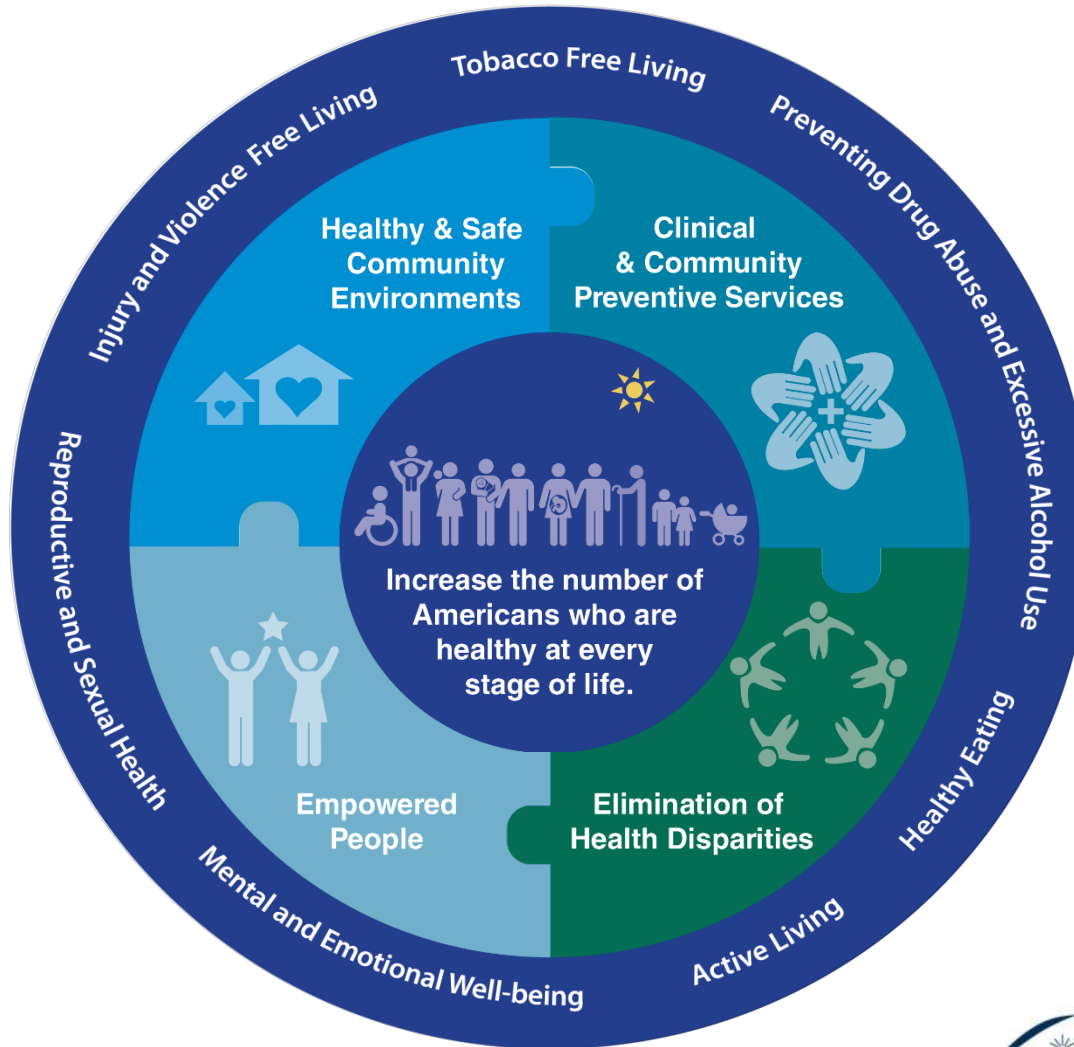 Tobacco Free Living
Preventing Drug Abuse and Excessive Alcohol Use
Healthy Eating
Active Living
Mental and Emotional Well-being
Reproductive and Sexual Health
Injury and Violence Free Living
Healthy & Safe
Community
Environments
Clinical
& Community
Preventive Services
Increase the number of
Americans who are
healthy at every
stage of life.
Empowered
People
Elimination of
Health Disparities